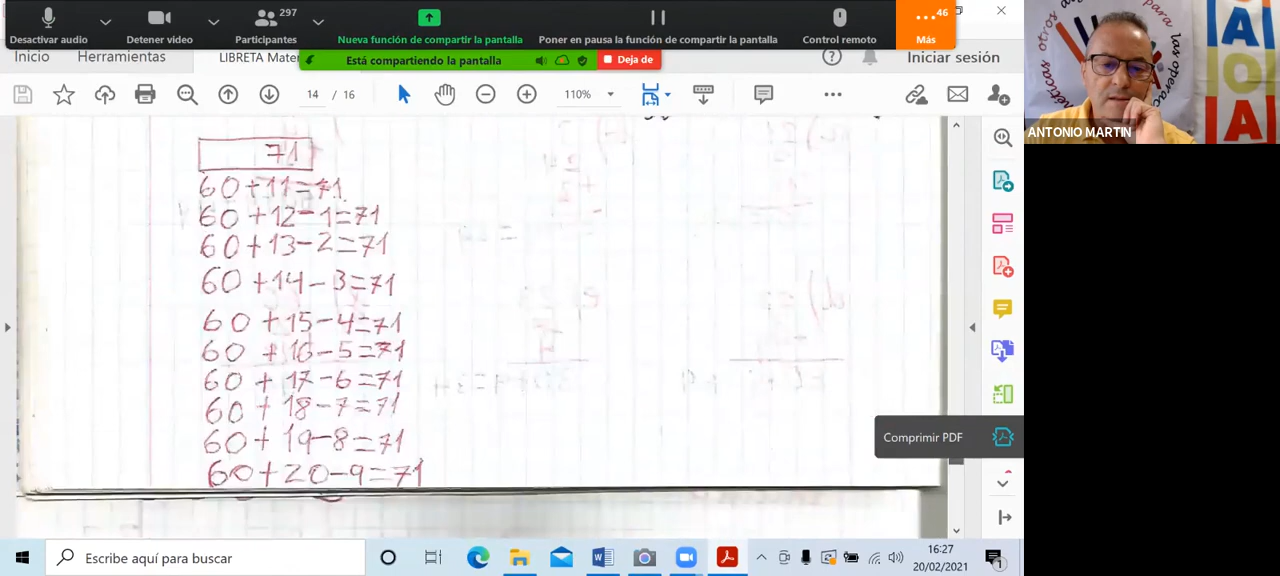 297
46
Desactivar audio
Detener video
Participantes
Nueva función de compartir la pantalla
Poner en pausa la función de compartir la pantalla
Control remoto
Más
Está compartiendo la pantalla
Deja de
Inicio
Herramientas
LIBRETA Mater
Iniciar sesión
14 / 16
110%
71
60+11=71
60+12-1=71
60+13-2=71
60+14-3=71
60+15-4=71
60+16-5=71
60+17-6=71
60+18-7=71
60+19-8=71
60+20-9=71
Comprimir PDF
otros
para
las
ANTONIO MARTIN
Escribe aquí para buscar
16:27
20/02/2021
1